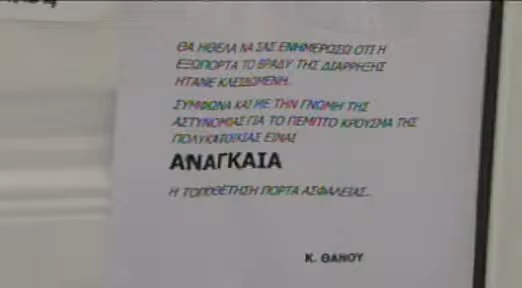 ΘΑ ΗΘΕΛΑ ΝΑ ΣΑΣ ΕΝΗΜΕΡΩΣΩ ΟΤΙ Η
ΕΞΩΠΟΡΤΑ ΤΟ ΒΡΑΔΥ ΤΗΣ ΔΙΑΡΡΗΞΗΣ
ΗΤΑΝΕ ΚΛΕΙΔΩΜΕΝΗ.
ΣΥΜΦΩΝΑ ΚΑΙ ΜΕ ΤΗΝ ΓΝΩΜΗ ΤΗΣ
ΑΣΤΥΝΟΜΙΑΣ ΓΙΑ ΤΟ ΠΕΜΠΤΟ ΚΡΟΥΣΜΑ ΤΗΣ
ΠΟΛΥΚΑΤΟΙΚΙΑΣ ΕΙΝΑΙ
ΑΝΑΓΚΑΙΑ
Η ΤΟΠΟΘΕΤΗΣΗ ΠΟΡΤΑ ΑΣΦΑΛΕΙΑΣ.
Κ. ΘΑΝΟΥ